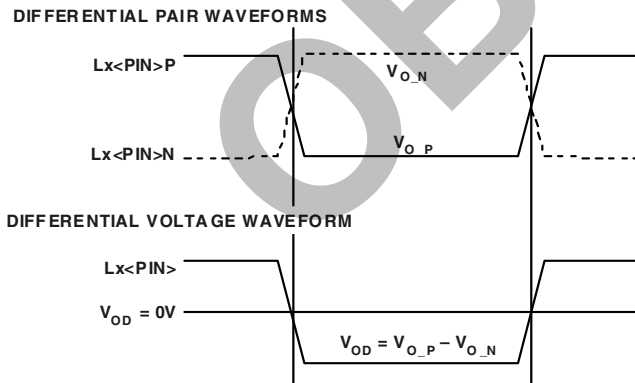 DIFFERENTIAL PAIR WAVEFORMS
Lx<PIN>P
V_O_N
Lx<PIN>N
V_O_P
DIFFERENTIAL VOLTAGE WAVEFORM
Lx<PIN>
V_OD = 0V
V_OD = V_O_P – V_O_N